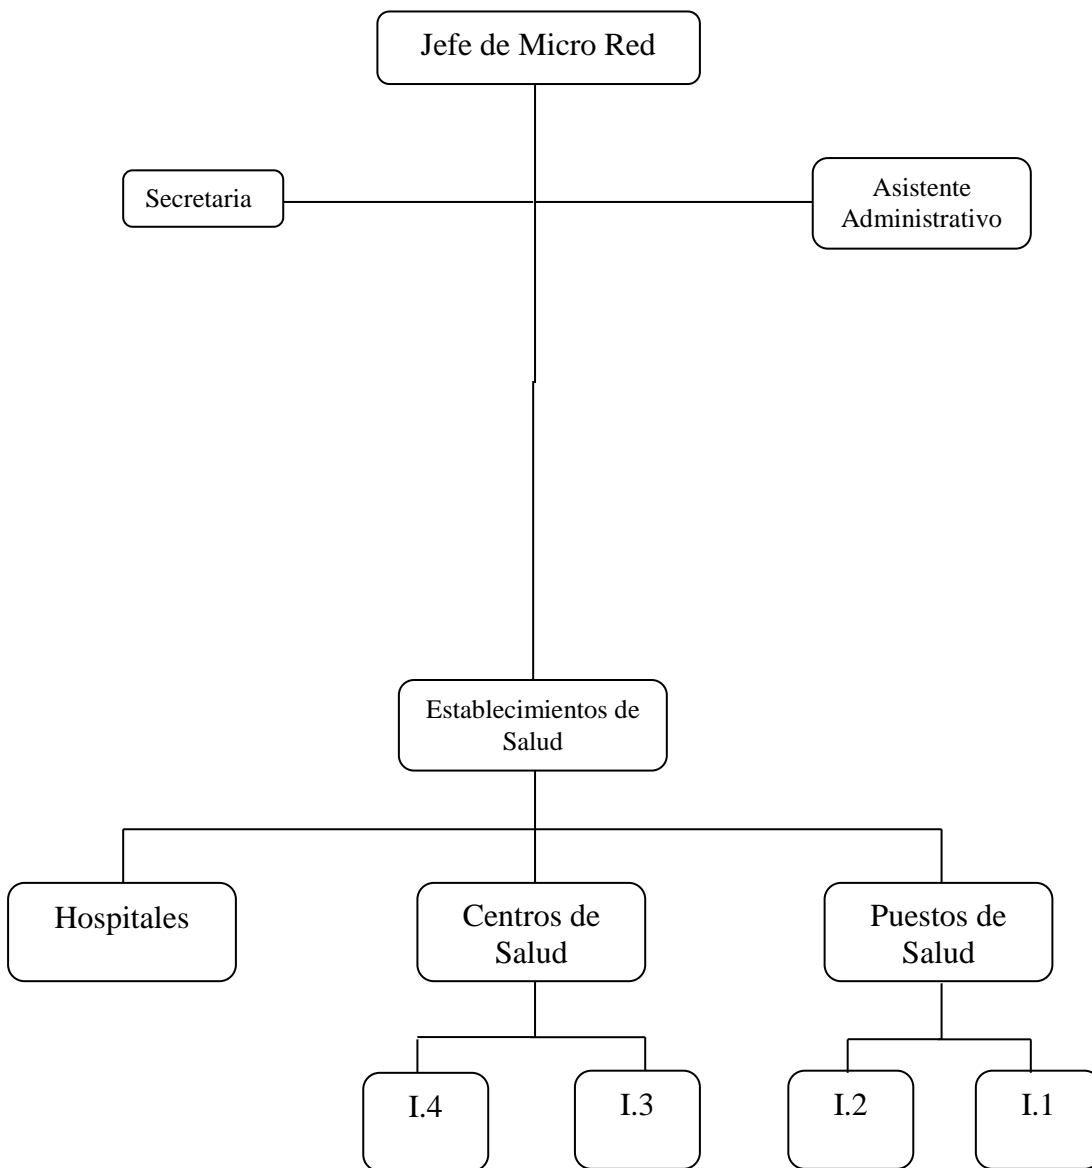 Jefe de Micro Red
Secretaria
Asistente
Administrativo
Establecimientos de
Salud
Hospitales
Centros de
Salud
Puestos de
Salud
I.4
I.3
I.2
I.1